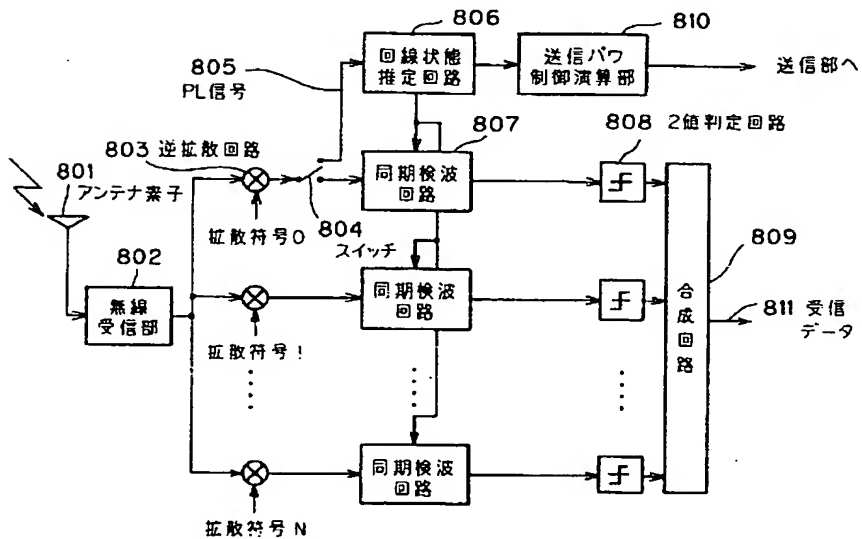 806
810
805
PL信号
回線状態
推定回路
送信パワ
制御演算部
送信部へ
807
808 2値判定回路
803 逆拡散回路
801
アンテナ素子
同期検波
回路
拡散符号0
804
スイッチ
802
無線
受信部
809
同期検波
回路
拡散符号1
合成回路
811 受信
データ
同期検波
回路
拡散符号N